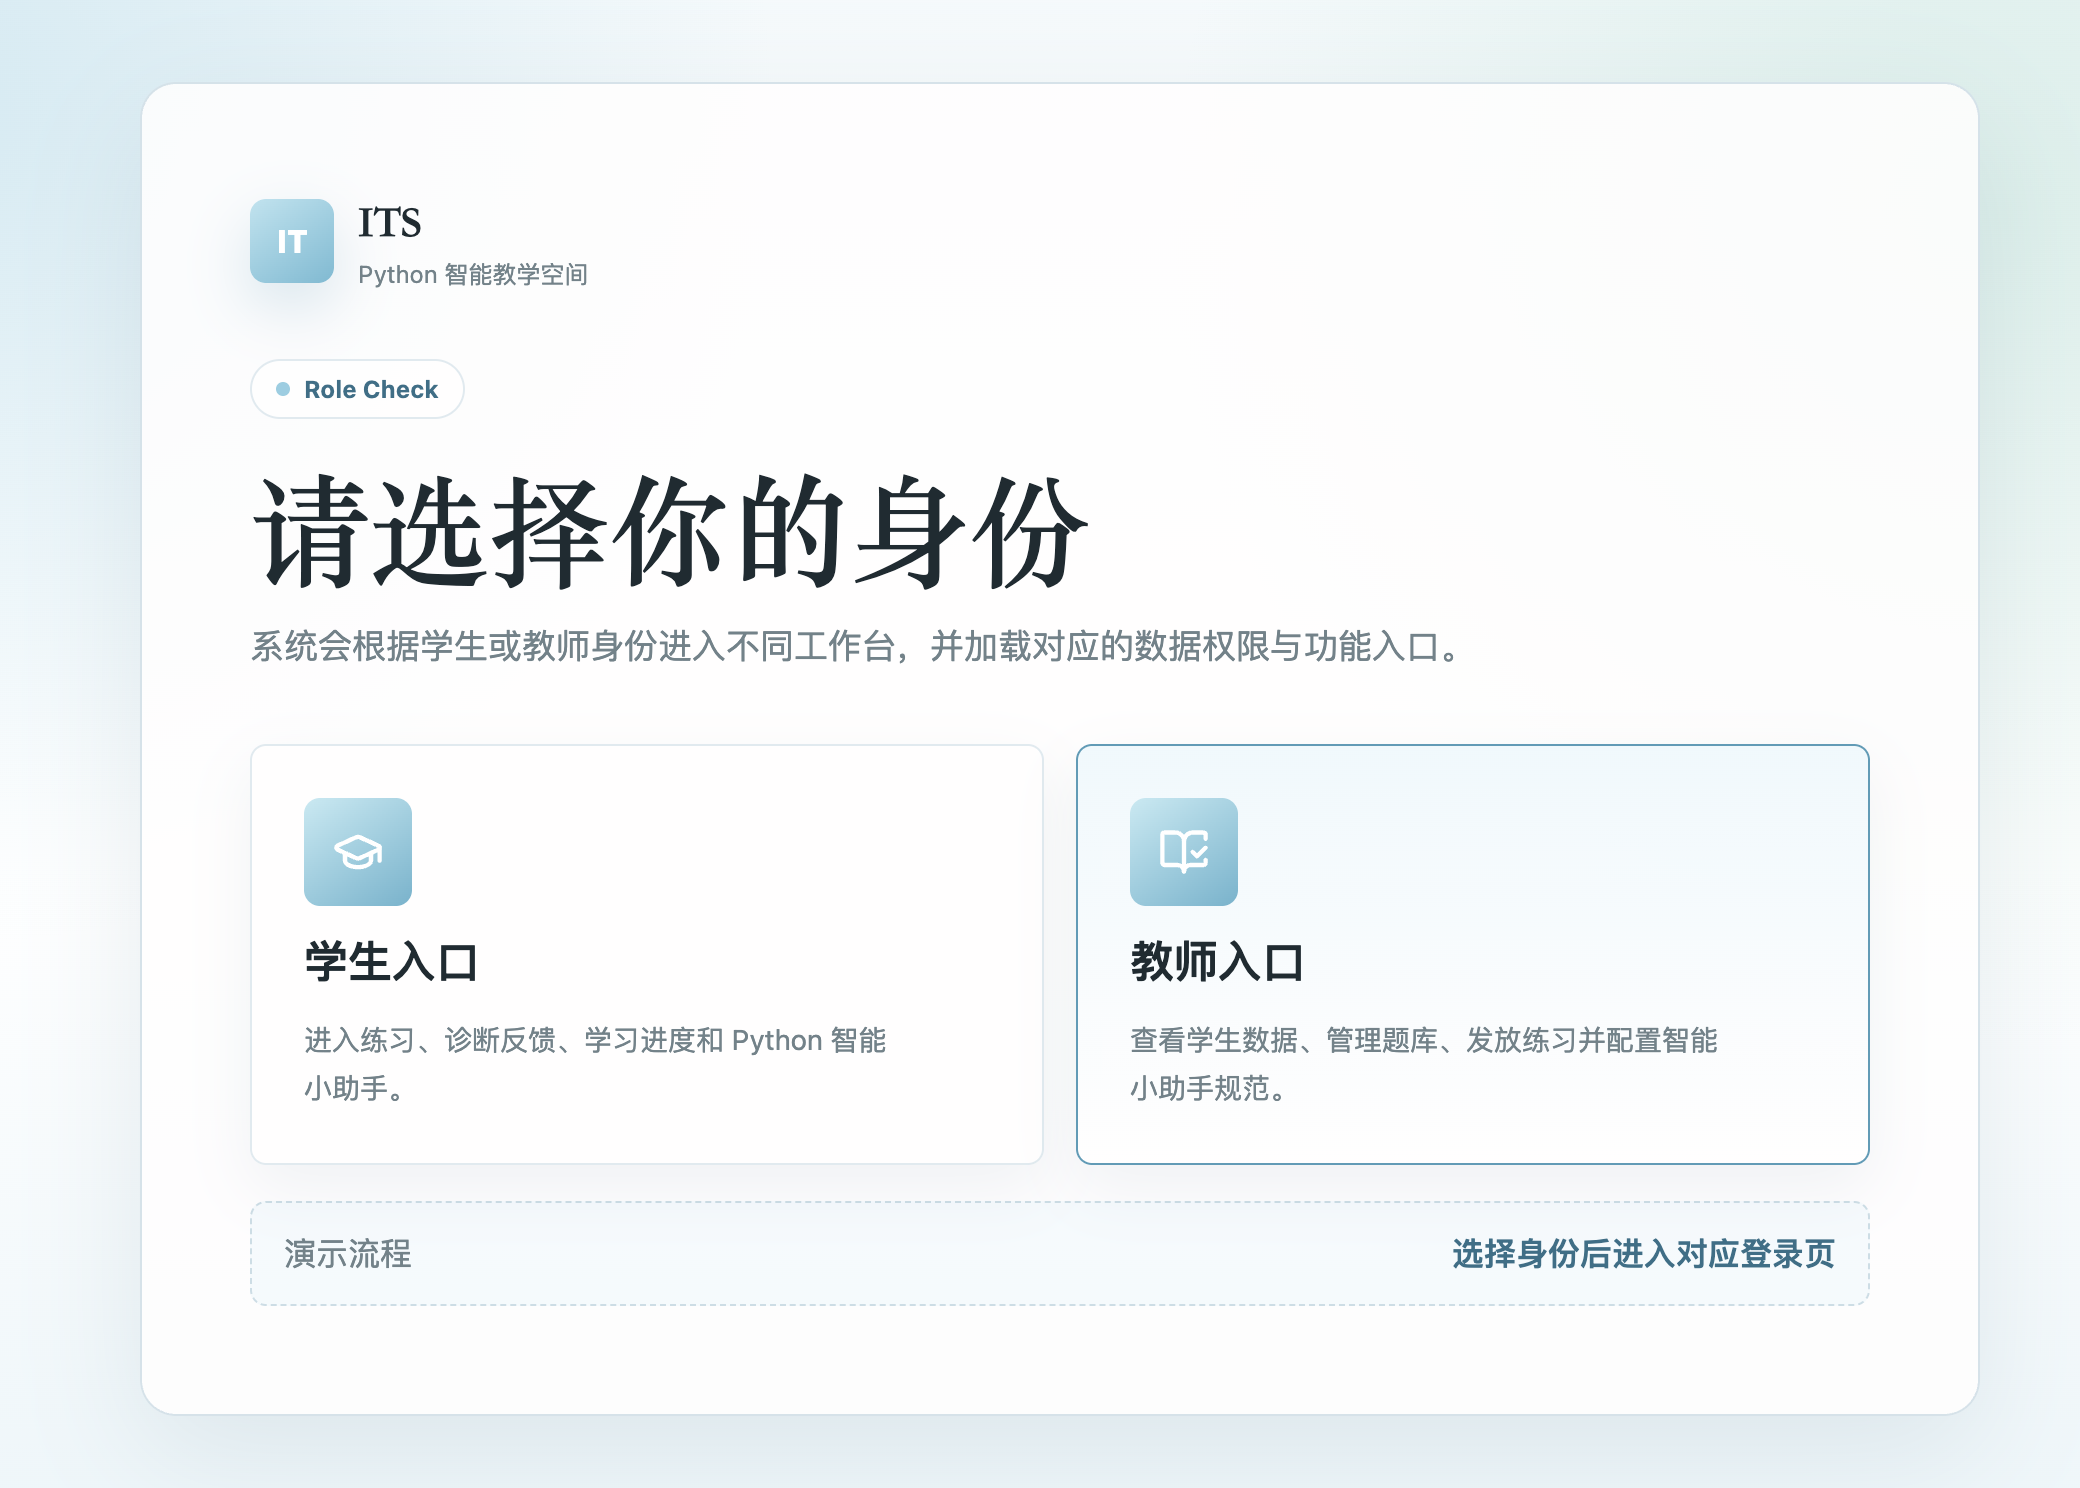 IT
ITS
Python 智能教学空间
Role Check
请选择你的身份
系统会根据学生或教师身份进入不同工作台，并加载对应的数据权限与功能入口。
学生入口
进入练习、诊断反馈、学习进度和 Python 智能
小助手。
教师入口
查看学生数据、管理题库、发放练习并配置智能
小助手规范。
演示流程
选择身份后进入对应登录页